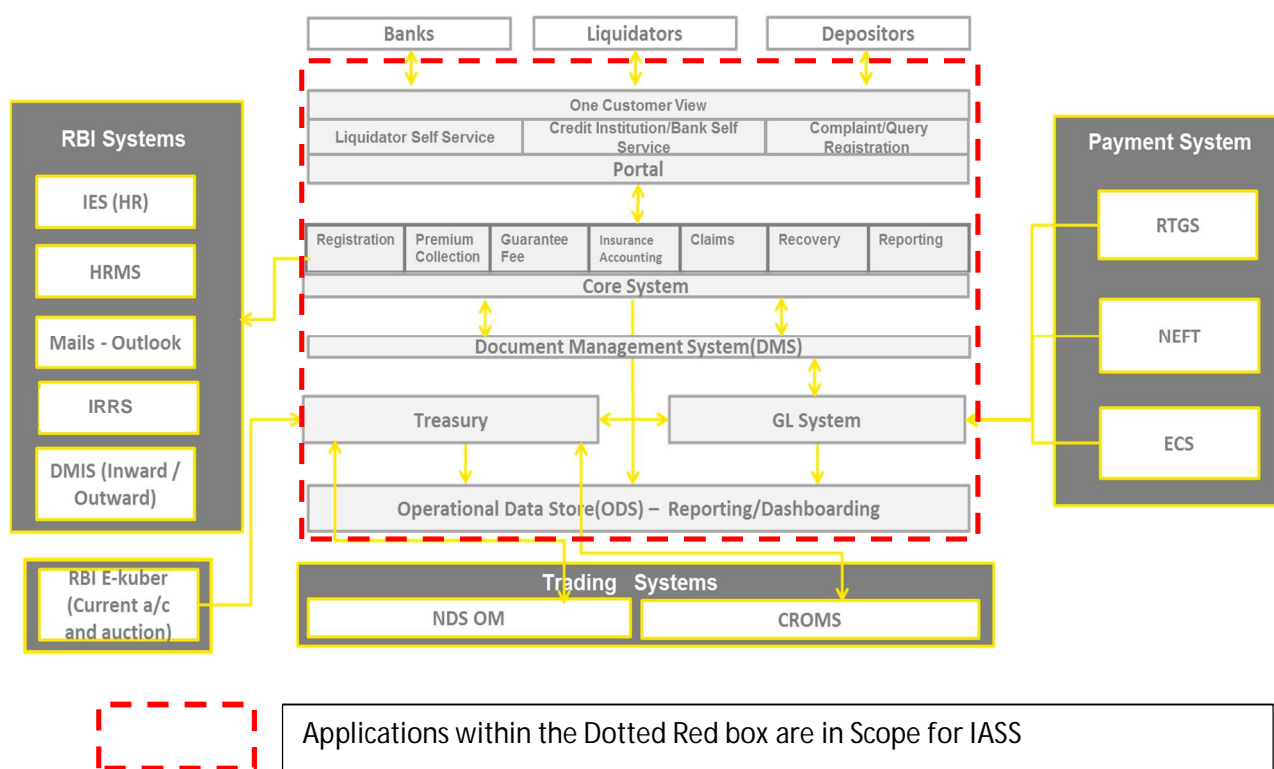 Banks
Liquidators
Depositors
One Customer View
Liquidator Self Service
Credit Institution/Bank Self
Service
Complaint/Query
Registration
Portal
RBI Systems
IES (HR)
HRMS
Mails - Outlook
IRRS
DMIS (Inward /
Outward)
RBI E-kuber
(Current a/c
and auction)
Registration
Premium
Collection
Guarantee
Fee
Insurance
Accounting
Claims
Recovery
Reporting
Core System
Document Management System(DMS)
Treasury
GL System
Operational Data Store(ODS) – Reporting/Dashboarding
Trading Systems
NDS OM
CROMS
Payment System
RTGS
NEFT
ECS
Applications within the Dotted Red box are in Scope for IASS